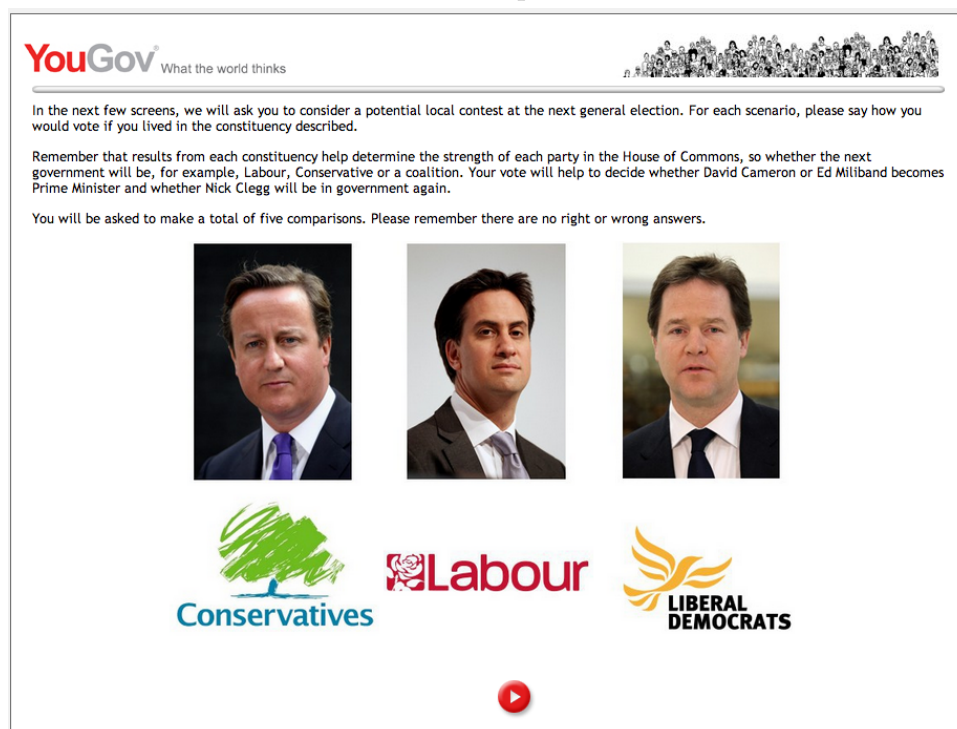 YouGov® What the world thinks
In the next few screens, we will ask you to consider a potential local contest at the next general election. For each scenario, please say how you
would vote if you lived in the constituency described.
Remember that results from each constituency help determine the strength of each party in the House of Commons, so whether the next
government will be, for example, Labour, Conservative or a coalition. Your vote will help to decide whether David Cameron or Ed Miliband becomes
Prime Minister and whether Nick Clegg will be in government again.
You will be asked to make a total of five comparisons. Please remember there are no right or wrong answers.
Conservatives
Labour
LIBERAL
DEMOCRATS